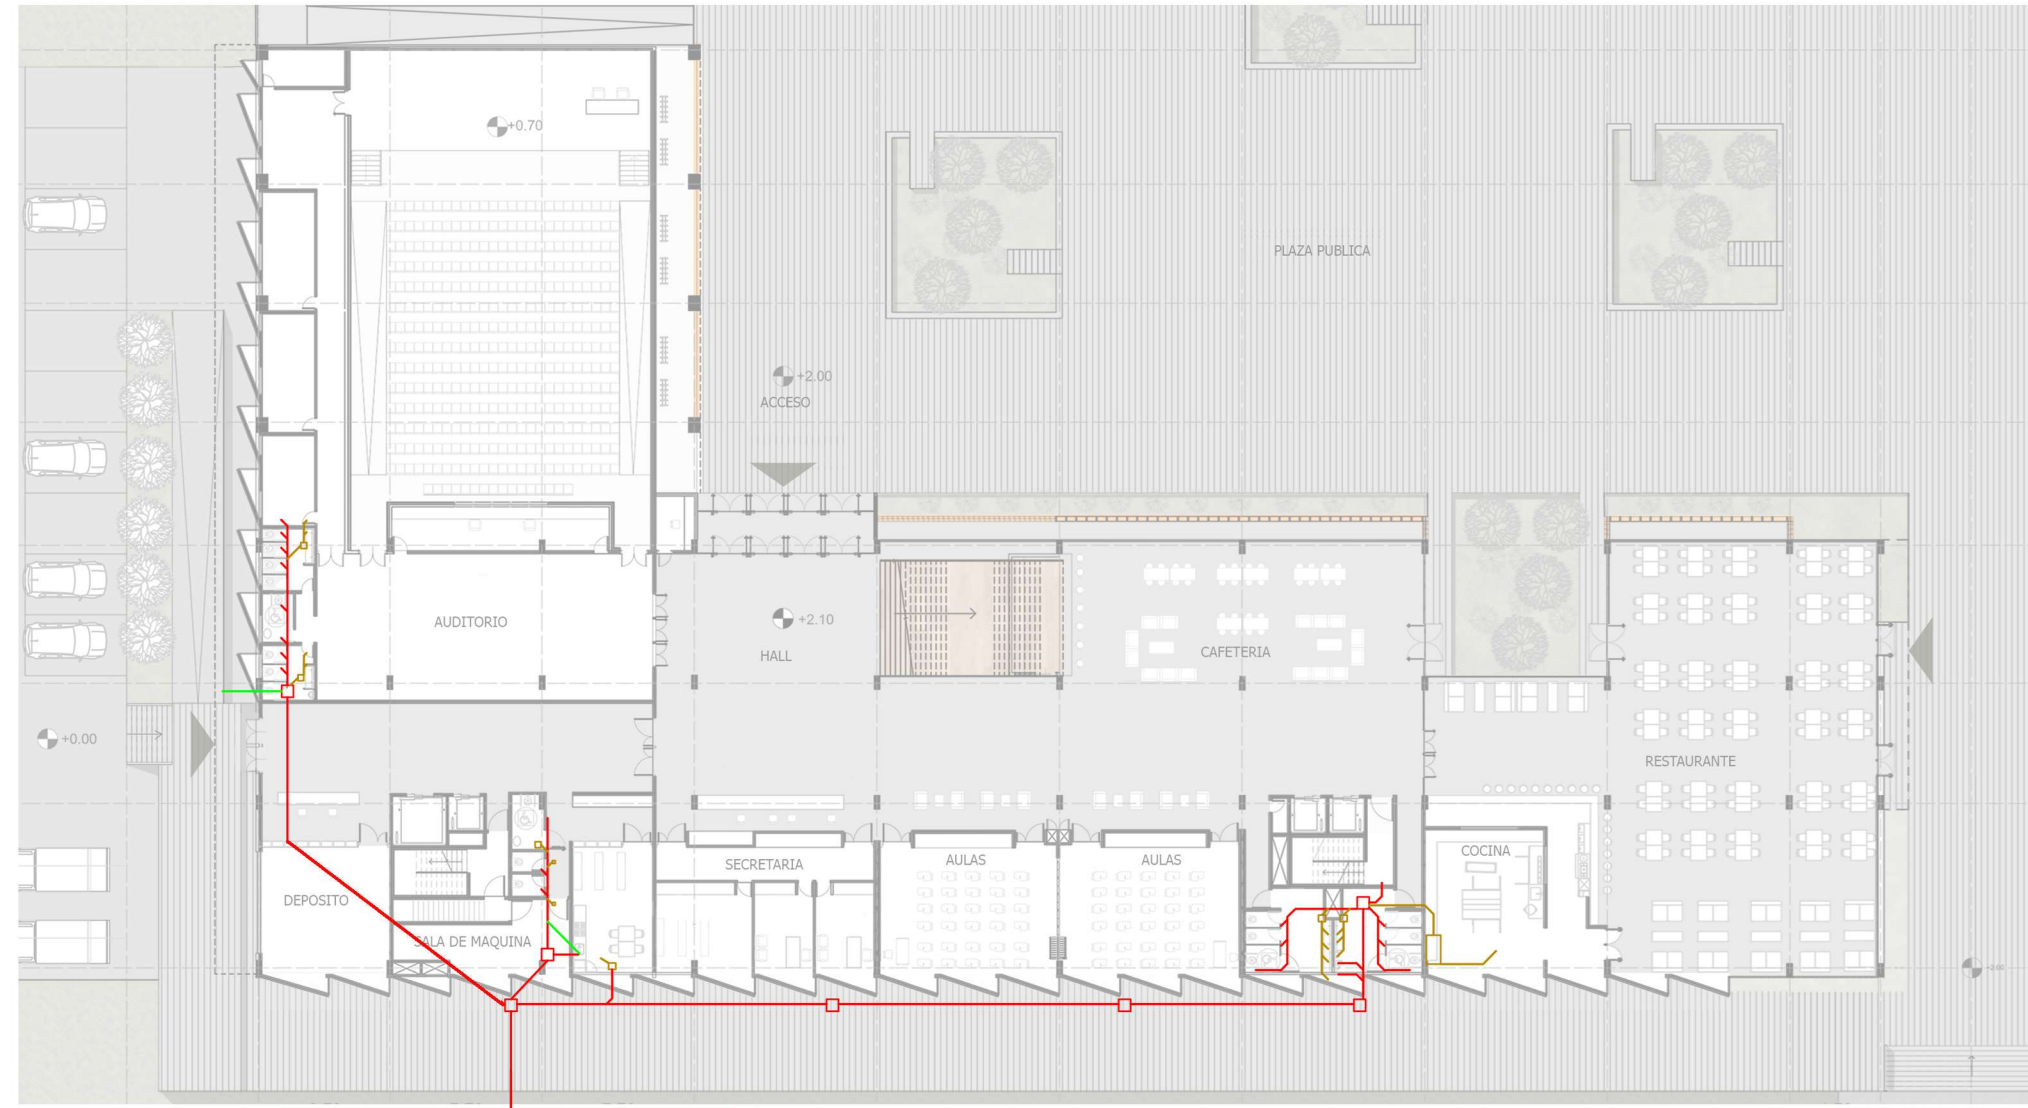 +0.70
PLAZA PUBLICA
+2.00
ACCESO
AUDITORIO
+2.10
HALL
CAFETERIA
+0.00
RESTAURANTE
SECRETARIA
AULAS
AULAS
COCINA
DEPOSITO
SALA DE MAQUINA